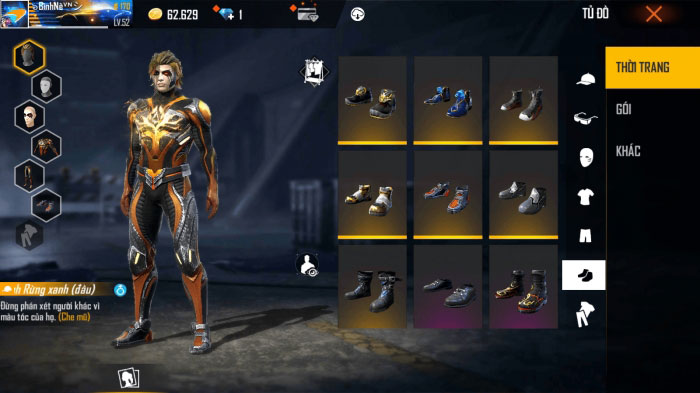 BinhNa VN
170
LV.52
62.629
1
TỦ ĐỒ
THỜI TRANG
GÓI
KHÁC
h Rừng xanh (đầu)
Đừng phán xét người khác vì
màu tóc của họ. (Che mũ)